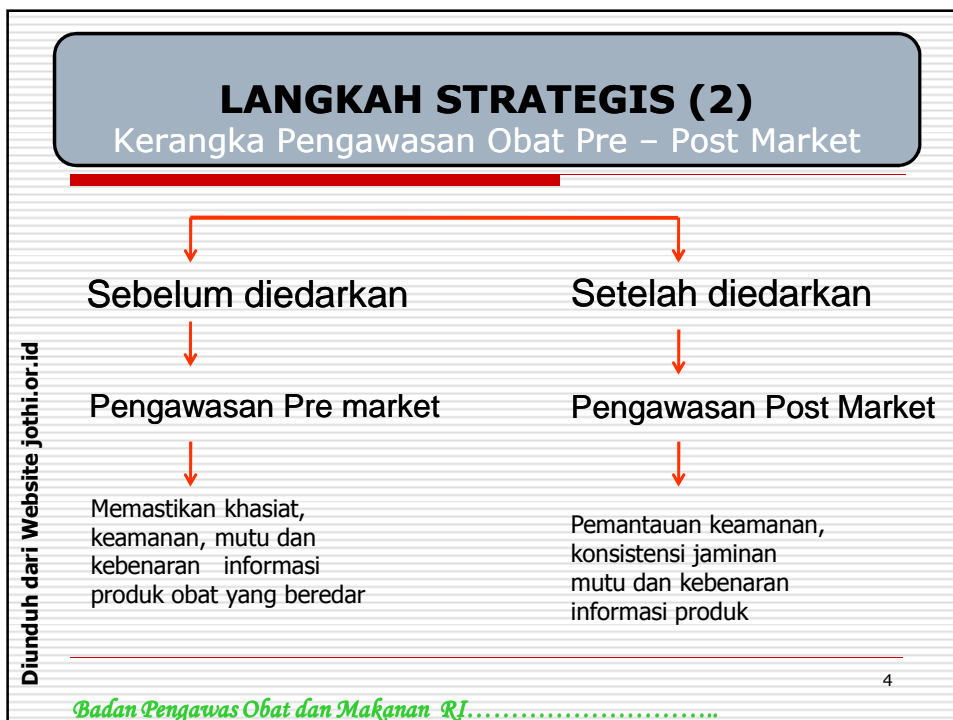 LANGKAH STRATEGIS (2)
Kerangka Pengawasan Obat Pre – Post Market
Sebelum diedarkan
Pengawasan Pre market
Memastikan khasiat,
keamanan, mutu dan
kebenaran informasi
produk obat yang beredar
Setelah diedarkan
Pengawasan Post Market
Pemantauan keamanan,
konsistensi jaminan
mutu dan kebenaran
informasi produk
Diunduh dari Website jothi.or.id
4
Badan Pengawas Obat dan Makanan RI………………………..